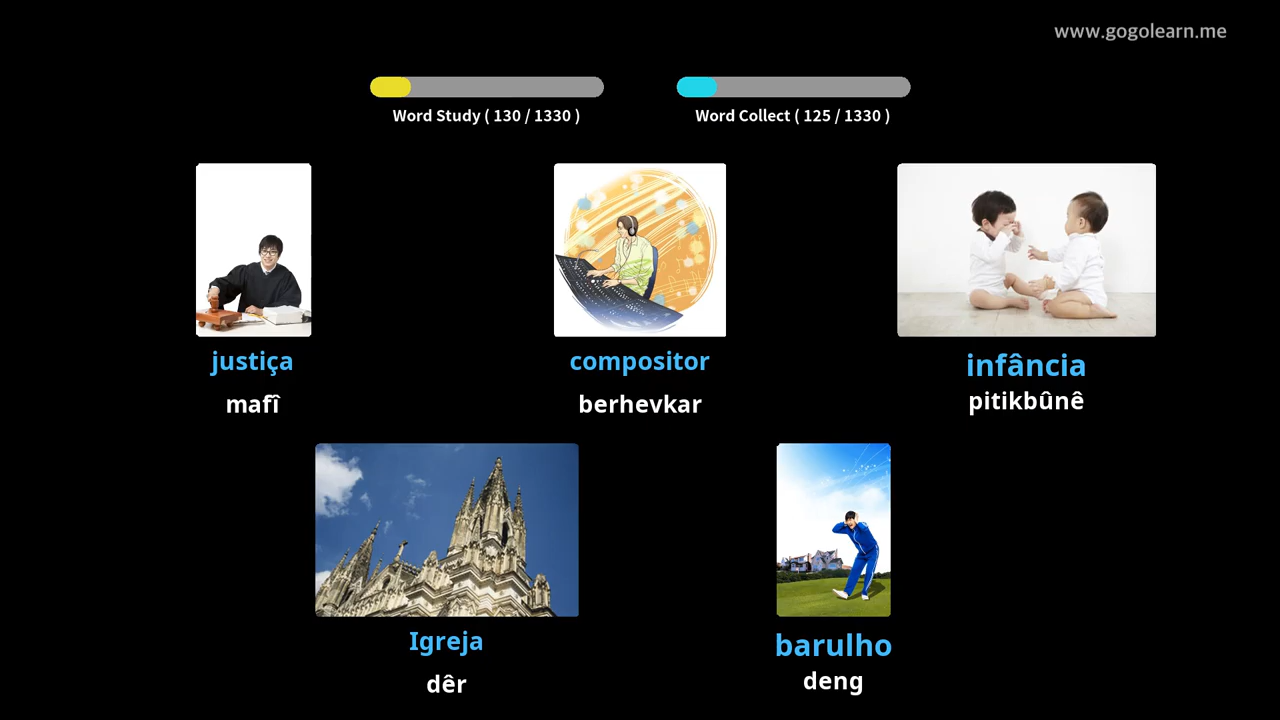 www.gogolearn.me
Word Study ( 130 / 1330 )
Word Collect ( 125 / 1330 )
justiça
mafî
compositor
berhevkar
infância
pitikbûnê
Igreja
dêr
barulho
deng